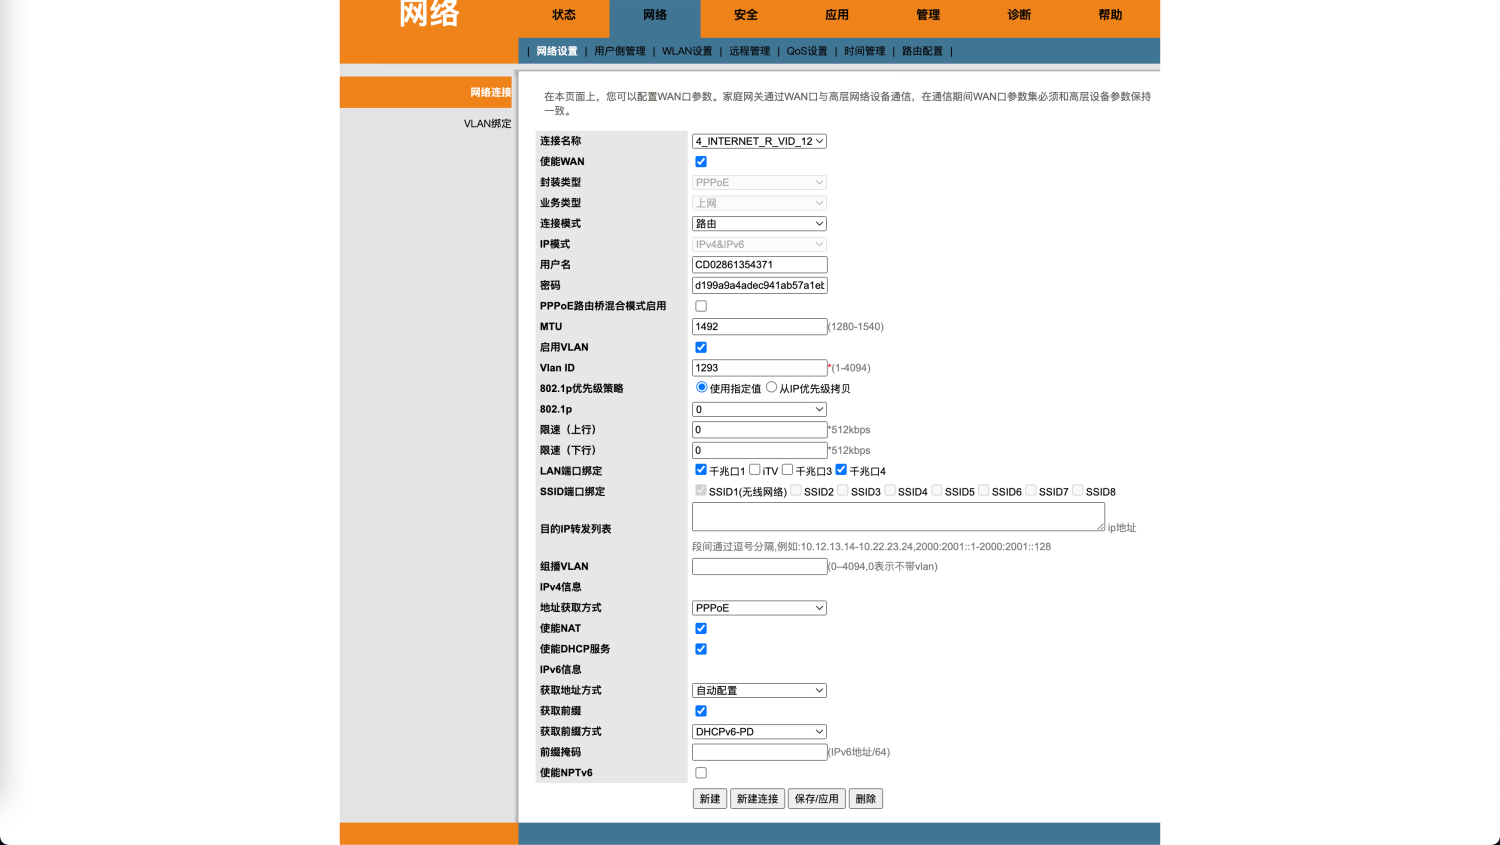 网络
状态 网络 安全 应用 管理 诊断 帮助
| 网络设置 | 用户侧管理 | WLAN设置 | 远程管理 | QoS设置 | 时间管理 | 路由配置 |
网络连接
VLAN绑定
在本页面上，您可以配置WAN口参数。家庭网关通过WAN口与高层网络设备通信，在通信期间WAN口参数集必须和高层设备参数保持
一致。
连接名称 4_INTERNET_R_VID_12
使能WAN
封装类型 PPPoE
业务类型 上网
连接模式 路由
IP模式 IPv4&IPv6
用户名 CD02861354371
密码 d199a9a4adec941ab57a1eb
PPPoE路由桥混合模式启用
MTU 1492 (1280-1540)
启用VLAN
Vlan ID 1293 *(1-4094)
802.1p优先级策略 使用指定值 从IP优先级拷贝
802.1p 0
限速（上行） 0 *512kbps
限速（下行） 0 *512kbps
LAN端口绑定 千兆口1 iTV 千兆口3 千兆口4
SSID端口绑定 SSID1(无线网络) SSID2 SSID3 SSID4 SSID5 SSID6 SSID7 SSID8
目的IP转发列表 ip地址
段间通过逗号分隔,例如:10.12.13.14-10.22.23.24,2000:2001::1-2000:2001::128
组播VLAN (0–4094,0表示不带vlan)
IPv4信息
地址获取方式 PPPoE
使能NAT
使能DHCP服务
IPv6信息
获取地址方式 自动配置
获取前缀
获取前缀方式 DHCPv6-PD
前缀掩码 (IPv6地址/64)
使能NPTv6
新建 新建连接 保存/应用 删除